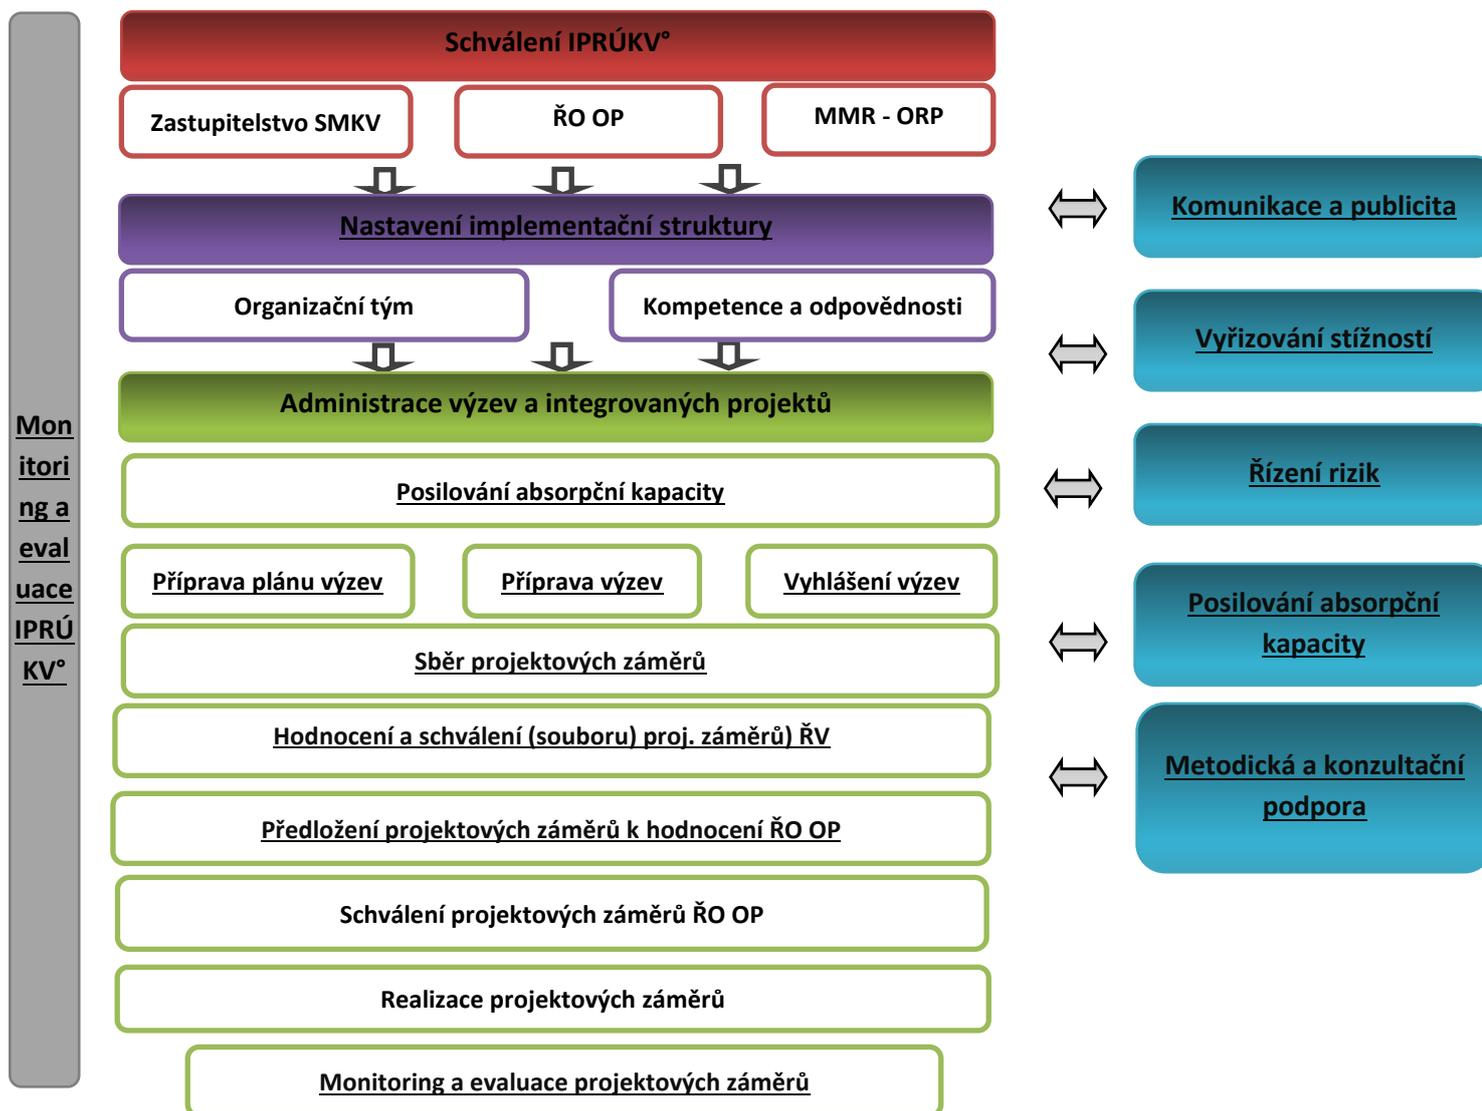 Schválení IPRÚKV°
Zastupitelstvo SMKV
ŘO OP
MMR - ORP
Nastavení implementační struktury
Organizační tým
Kompetence a odpovědnosti
Administrace výzev a integrovaných projektů
Posilování absorpční kapacity
Příprava plánu výzev
Příprava výzev
Vyhlášení výzev
Sběr projektových záměrů
Hodnocení a schválení (souboru) proj. záměrů) ŘV
Předložení projektových záměrů k hodnocení ŘO OP
Schválení projektových záměrů ŘO OP
Realizace projektových záměrů
Monitoring a evaluace projektových záměrů
Mon
itori
ng a
eval
uace
IPRÚ
KV°
Komunikace a publicita
Vyřizování stížností
Řízení rizik
Posilování absorpční
kapacity
Metodická a konzultační
podpora